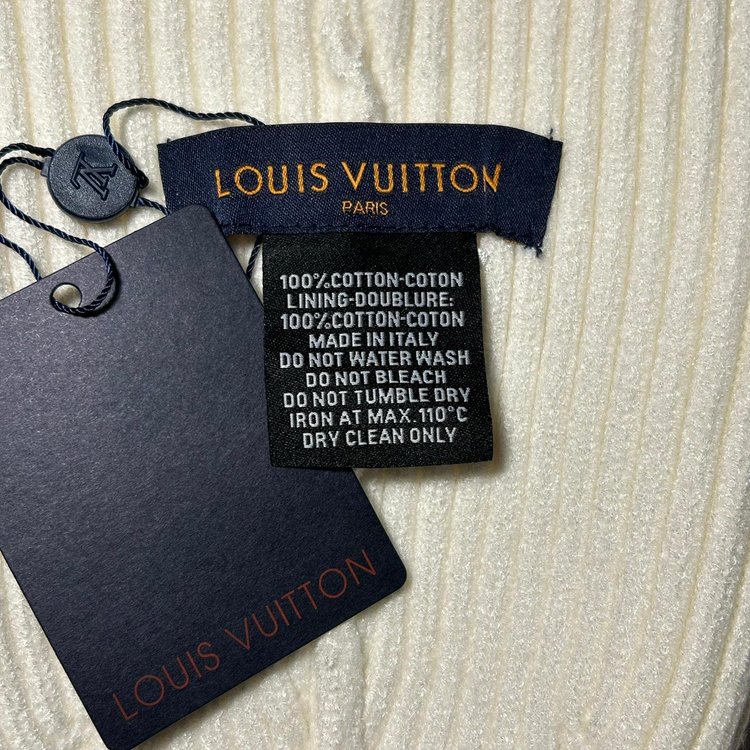 LOUIS VUITTON
PARIS
100%COTTON-COTON
LINING-DOUBLURE:
100%COTTON-COTON
MADE IN ITALY
DO NOT WATER WASH
DO NOT BLEACH
DO NOT TUMBLE DRY
IRON AT MAX.110°C
DRY CLEAN ONLY
LV
LOUIS VUITTON